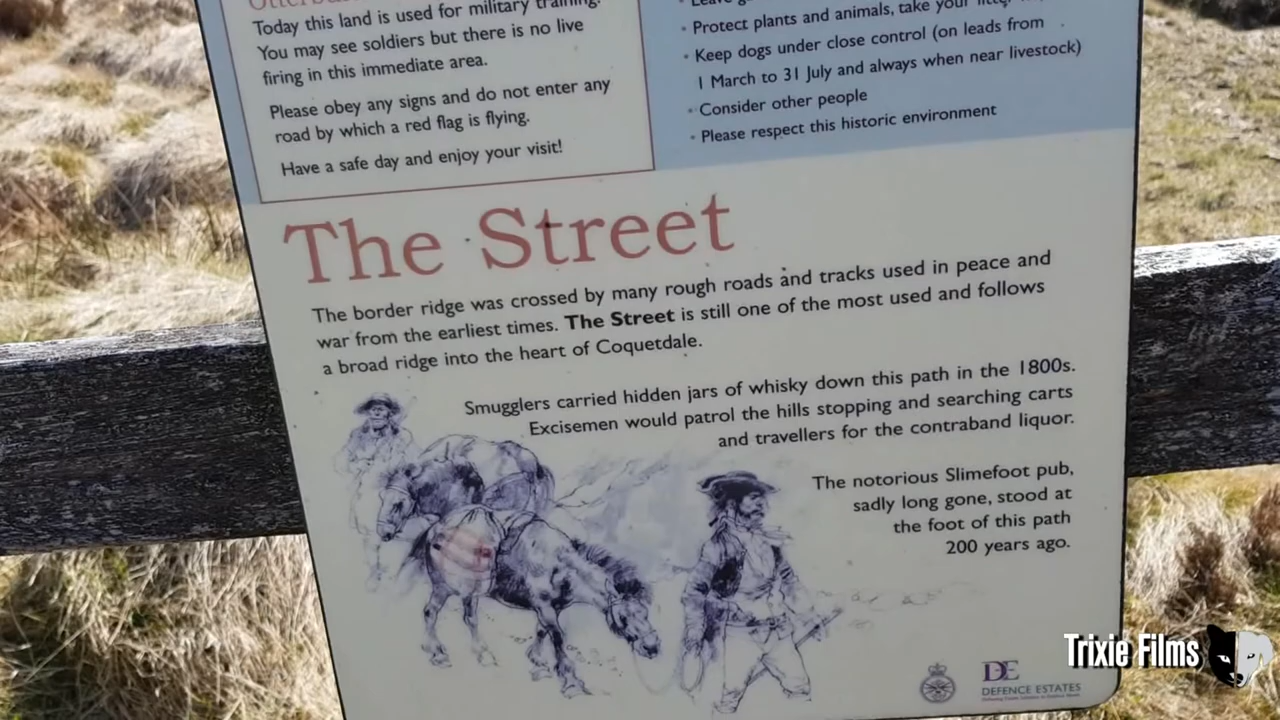 Today this land is used for military training.
You may see soldiers but there is no live
firing in this immediate area.
Please obey any signs and do not enter any
road by which a red flag is flying.
Have a safe day and enjoy your visit!
• Protect plants and animals, take your litter
• Keep dogs under close control (on leads from
1 March to 31 July and always when near livestock)
• Consider other people
• Please respect this historic environment
The Street
The border ridge was crossed by many rough roads and tracks used in peace and
war from the earliest times. The Street is still one of the most used and follows
a broad ridge into the heart of Coquetdale.
Smugglers carried hidden jars of whisky down this path in the 1800s.
Excisemen would patrol the hills stopping and searching carts
and travellers for the contraband liquor.
The notorious Slimefoot pub,
sadly long gone, stood at
the foot of this path
200 years ago.
DE
DEFENCE ESTATES
Trixie Films